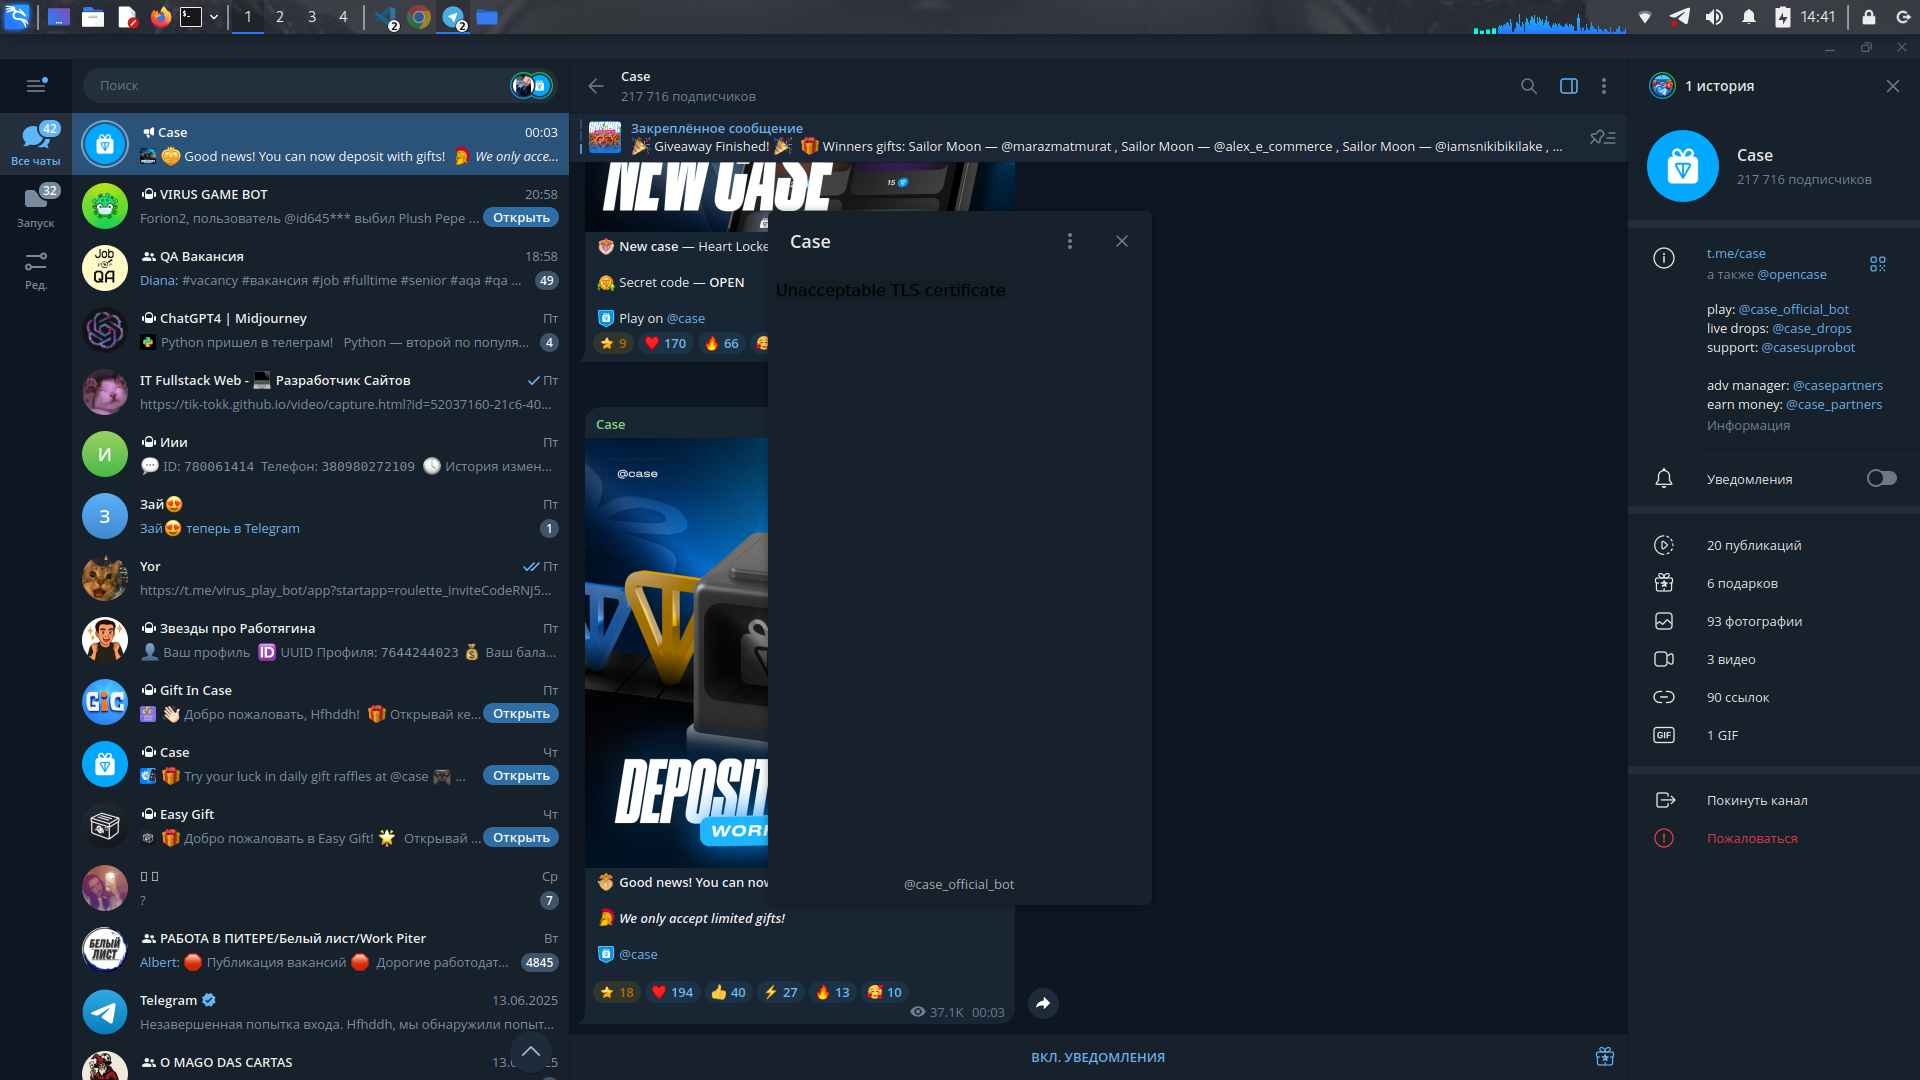 1 2 3 4
2
2
14:41
Поиск
42
Все чаты
32
Запуск
Ред.
Case 00:03
Good news! You can now deposit with gifts! We only acce...
VIRUS GAME BOT 20:58
Forion2, пользователь @id645*** выбил Plush Pepe ... Открыть
Job QA
QA Вакансия 18:58
Diana: #vacancy #вакансия #job #fulltime #senior #aqa #qa ... 49
ChatGPT4 | Midjourney Пт
Python пришел в телеграм! Python — второй по популя... 4
IT Fullstack Web - Разработчик Сайтов Пт
https://tik-tokk.github.io/video/capture.html?id=52037160-21c6-40...
И
Иии Пт
ID: 780061414 Телефон: 380980272109 История измен...
З
Зай Пт
Зай теперь в Telegram 1
Yor Пт
https://t.me/virus_play_bot/app?startapp=roulette_inviteCodeRNJ5...
Звезды про Работягина Пт
ID UUID Профиля: 7644244023 Ваш профиль Ваш бала...
GiC
Gift In Case Пт
Добро пожаловать, Hfhddh! Открывай ке... Открыть
Case Чт
Try your luck in daily gift raffles at @case ... Открыть
Easy Gift Чт
Добро пожаловать в Easy Gift! Открывай ... Открыть
Ср
? 7
БЕЛЫЙ ЛИСТ
РАБОТА В ПИТЕРЕ/Белый лист/Work Piter Вт
Albert: Публикация вакансий Дорогие работодат... 4845
Telegram 13.06.2025
Незавершенная попытка входа. Hfhddh, мы обнаружили попыт...
O MAGO DAS CARTAS
Case
217 716 подписчиков
Закреплённое сообщение
Giveaway Finished! Winners gifts: Sailor Moon — @marazmatmurat , Sailor Moon — @alex_e_commerce , Sailor Moon — @iamsnikibikilake , ...
NEW CASE
15
New case — Heart Locke
Secret code — OPEN
Play on @case
9 170 66
Case
@case
DEPOSIT
WOR
Good news! You can nov
We only accept limited gifts!
@case
18 194 40 27 13 10
37.1K 00:03
Case
Unacceptable TLS certificate
@case_official_bot
ВКЛ. УВЕДОМЛЕНИЯ
1 история
Case
217 716 подписчиков
t.me/case
а также @opencase
play: @case_official_bot
live drops: @case_drops
support: @casesuprobot
adv manager: @casepartners
earn money: @case_partners
Информация
Уведомления
20 публикаций
6 подарков
93 фотографии
3 видео
90 ссылок
GIF 1 GIF
Покинуть канал
Пожаловаться